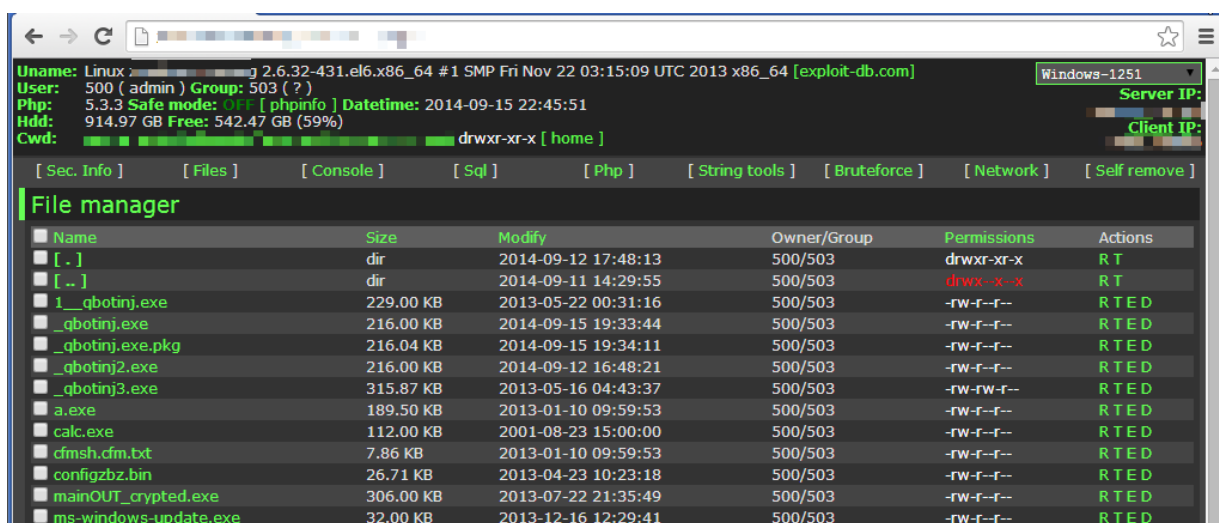 Uname: Linux 2.6.32-431.el6.x86_64 #1 SMP Fri Nov 22 03:15:09 UTC 2013 x86_64 [exploit-db.com]
Windows-1251
User: 500 ( admin ) Group: 503 ( ? )
Server IP:
Php: 5.3.3 Safe mode: OFF [ phpinfo ] Datetime: 2014-09-15 22:45:51
Hdd: 914.97 GB Free: 542.47 GB (59%)
Client IP:
Cwd: drwxr-xr-x [ home ]
[ Sec. Info ] [ Files ] [ Console ] [ Sql ] [ Php ] [ String tools ] [ Bruteforce ] [ Network ] [ Self remove ]
File manager
Name Size Modify Owner/Group Permissions Actions
[ . ] dir 2014-09-12 17:48:13 500/503 drwxr-xr-x R T
[ .. ] dir 2014-09-11 14:29:55 500/503 drwx--x--x R T
1__qbotinj.exe 229.00 KB 2013-05-22 00:31:16 500/503 -rw-r--r-- R T E D
_qbotinj.exe 216.00 KB 2014-09-15 19:33:44 500/503 -rw-r--r-- R T E D
_qbotinj.exe.pkg 216.04 KB 2014-09-15 19:34:11 500/503 -rw-r--r-- R T E D
_qbotinj2.exe 216.00 KB 2014-09-12 16:48:21 500/503 -rw-r--r-- R T E D
_qbotinj3.exe 315.87 KB 2013-05-16 04:43:37 500/503 -rw-rw-r-- R T E D
a.exe 189.50 KB 2013-01-10 09:59:53 500/503 -rw-r--r-- R T E D
calc.exe 112.00 KB 2001-08-23 15:00:00 500/503 -rw-r--r-- R T E D
cfmsh.cfm.txt 7.86 KB 2013-01-10 09:59:53 500/503 -rw-r--r-- R T E D
configzbz.bin 26.71 KB 2013-04-23 10:23:18 500/503 -rw-r--r-- R T E D
mainOUT_crypted.exe 306.00 KB 2013-07-22 21:35:49 500/503 -rw-r--r-- R T E D
ms-windows-update.exe 32.00 KB 2013-12-16 12:29:41 500/503 -rw-r--r-- R T E D